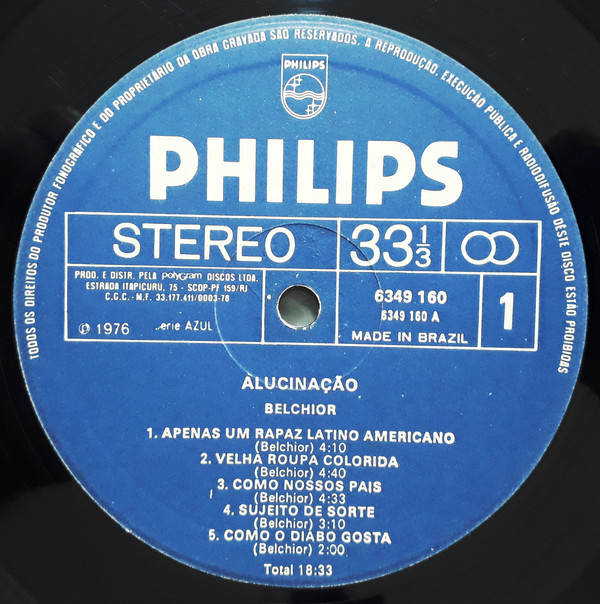 TODOS OS DIREITOS DO PRODUTOR FONOGRÁFICO E DO PROPRIETÁRIO DA OBRA GRAVADA SÃO RESERVADOS. A REPRODUÇÃO, EXECUÇÃO PÚBLICA E RADIODIFUSÃO DESTE DISCO ESTÃO PROIBIDAS
PHILIPS
PHILIPS
STEREO
33 1/3
PROD. E DISTR. PELA polygram DISCOS LTDA.
ESTRADA ITAPICURU, 75 - SCDP-PF 159/RJ
C.G.C. - M.F. 33.177.411/0003-78
℗ 1976 erie AZUL
6349 160
6349 160 A
MADE IN BRAZIL
1
ALUCINAÇÃO
BELCHIOR
1. APENAS UM RAPAZ LATINO AMERICANO
(Belchior) 4:10
2. VELHA ROUPA COLORIDA
(Belchior) 4:40
3. COMO NOSSOS PAIS
(Belchior) 4:33
4. SUJEITO DE SORTE
(Belchior) 3:10
5. COMO O DIABO GOSTA
(Belchior) 2:00
Total 18:33